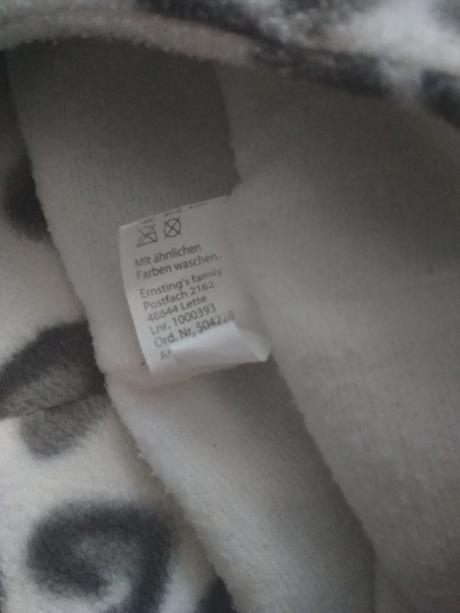 Mit ähnlichen
Farben waschen.
Ernsting's family
Postfach 2162
48644 Lette
Lnr. 1000393
Ord. Nr. 5042